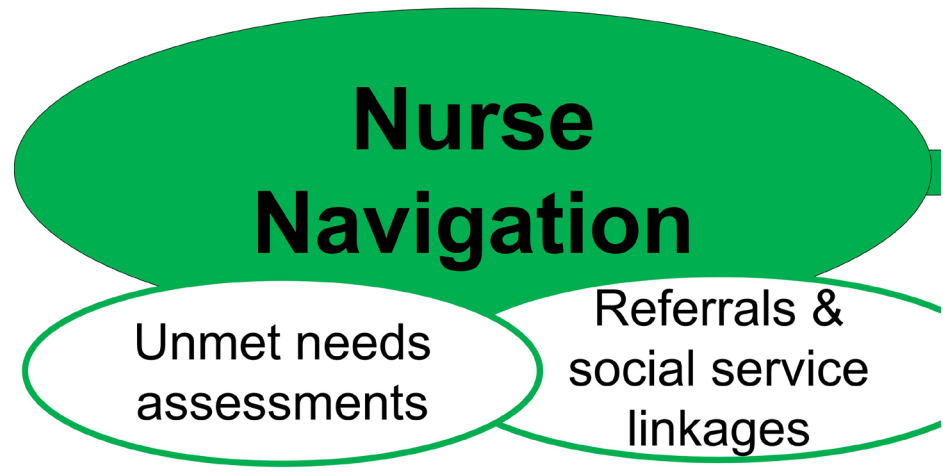 Nurse
Navigation
Unmet needs
assessments
Referrals &
social service
linkages